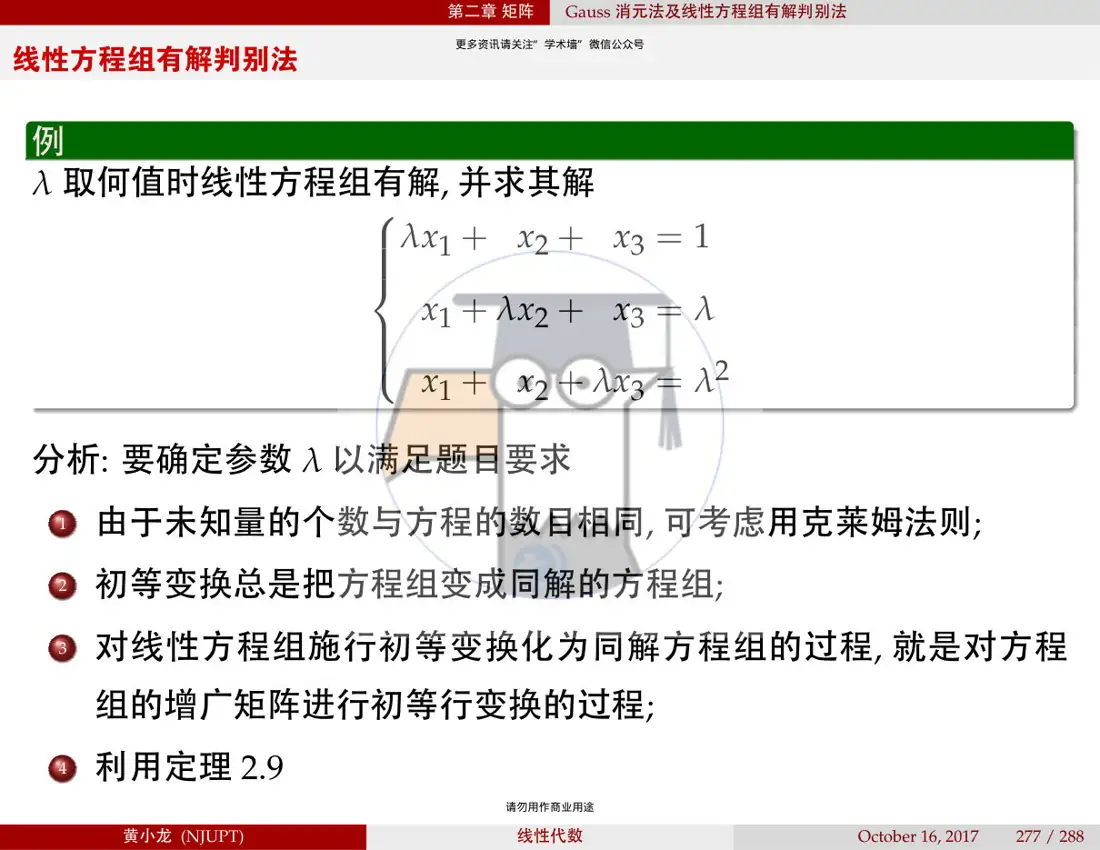 第二章 矩阵 Gauss 消元法及线性方程组有解判别法
更多资讯请关注“学术墙”微信公众号
线性方程组有解判别法
例
λ 取何值时线性方程组有解, 并求其解
λx₁ + x₂ + x₃ = 1
x₁ + λx₂ + x₃ = λ
x₁ + x₂ + λx₃ = λ²
分析: 要确定参数 λ 以满足题目要求
1 由于未知量的个数与方程的数目相同, 可考虑用克莱姆法则;
2 初等变换总是把方程组变成同解的方程组;
3 对线性方程组施行初等变换化为同解方程组的过程, 就是对方程
组的增广矩阵进行初等行变换的过程;
4 利用定理 2.9
请勿用作商业用途
黄小龙 (NJUPT) 线性代数 October 16, 2017 277 / 288